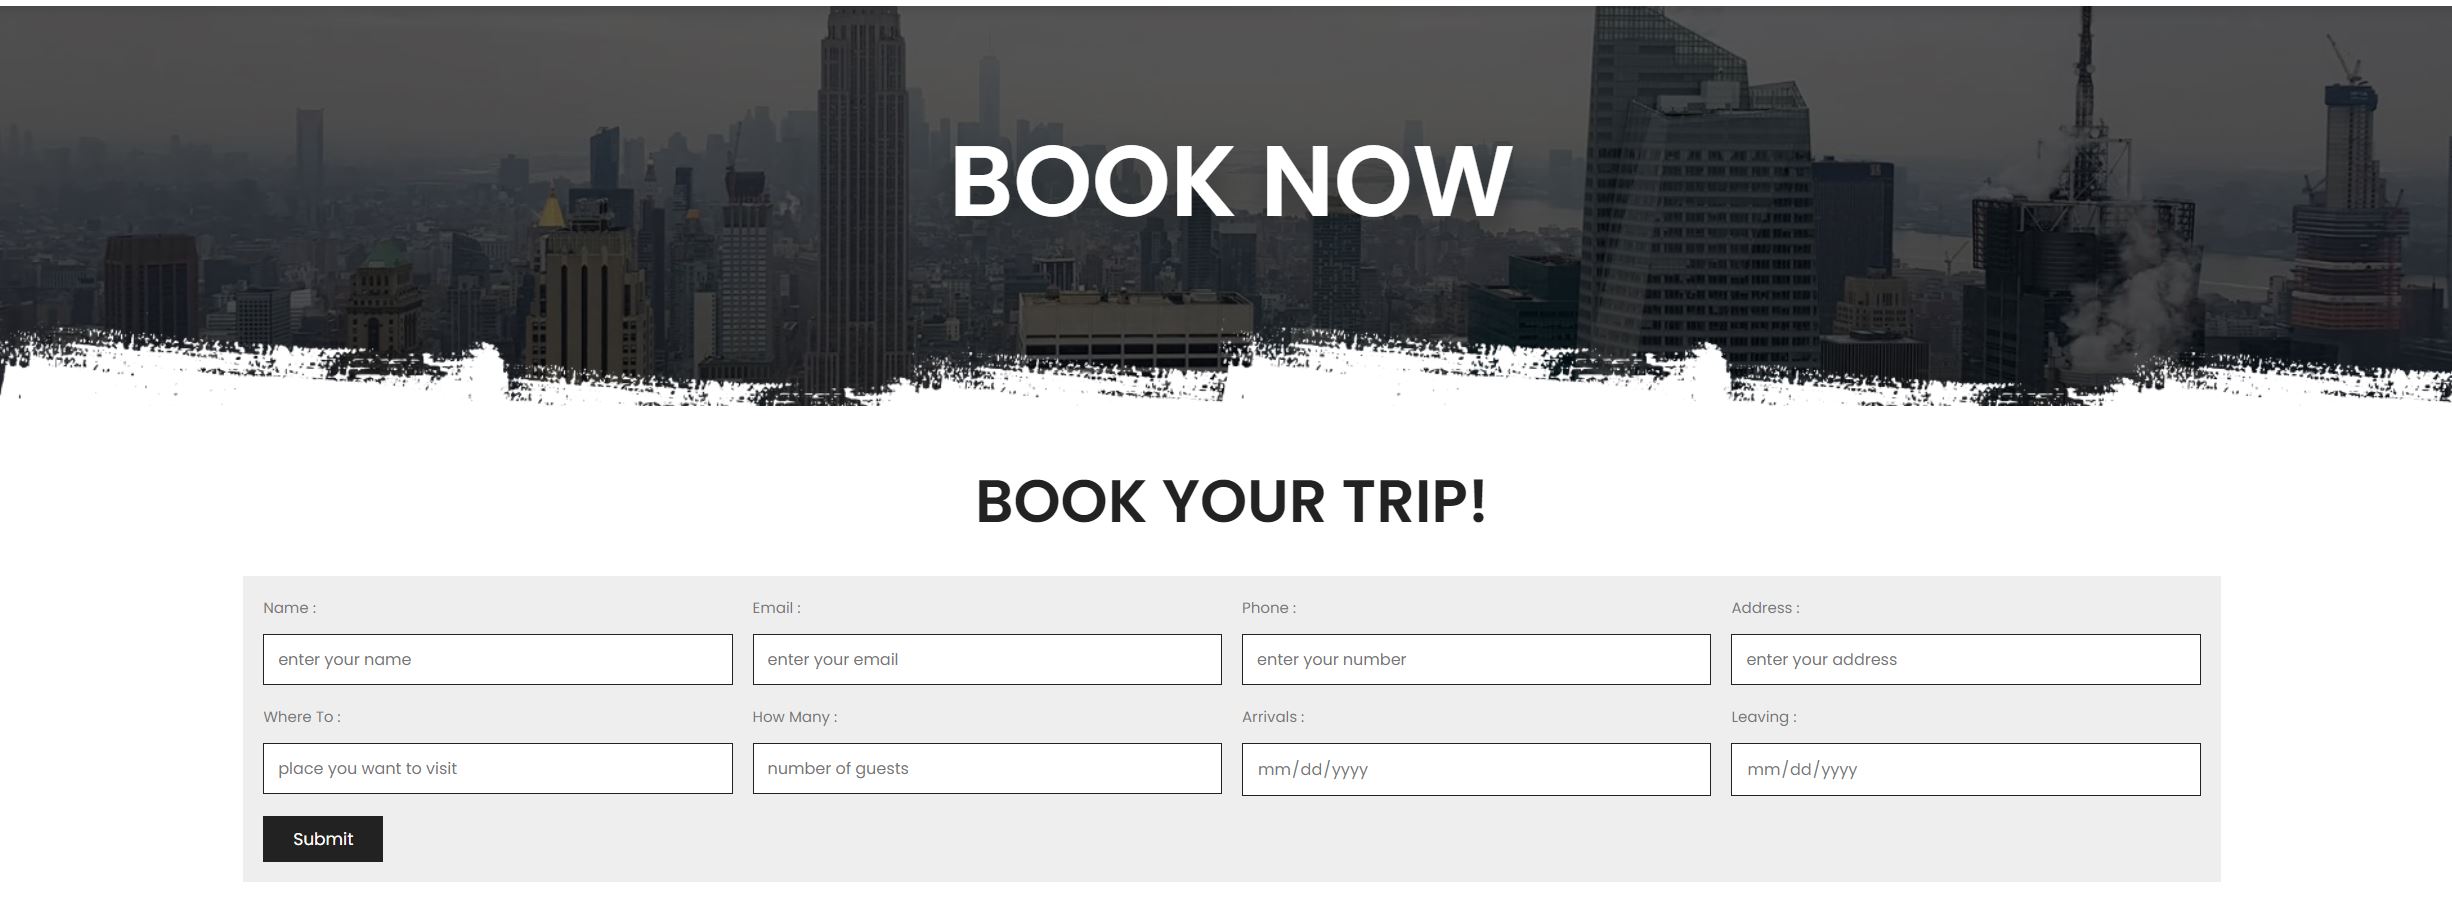 BOOK NOW
BOOK YOUR TRIP!
Name : Email : Phone : Address :
enter your name enter your email enter your number enter your address
Where To : How Many : Arrivals : Leaving :
place you want to visit number of guests mm/dd/yyyy mm/dd/yyyy
Submit